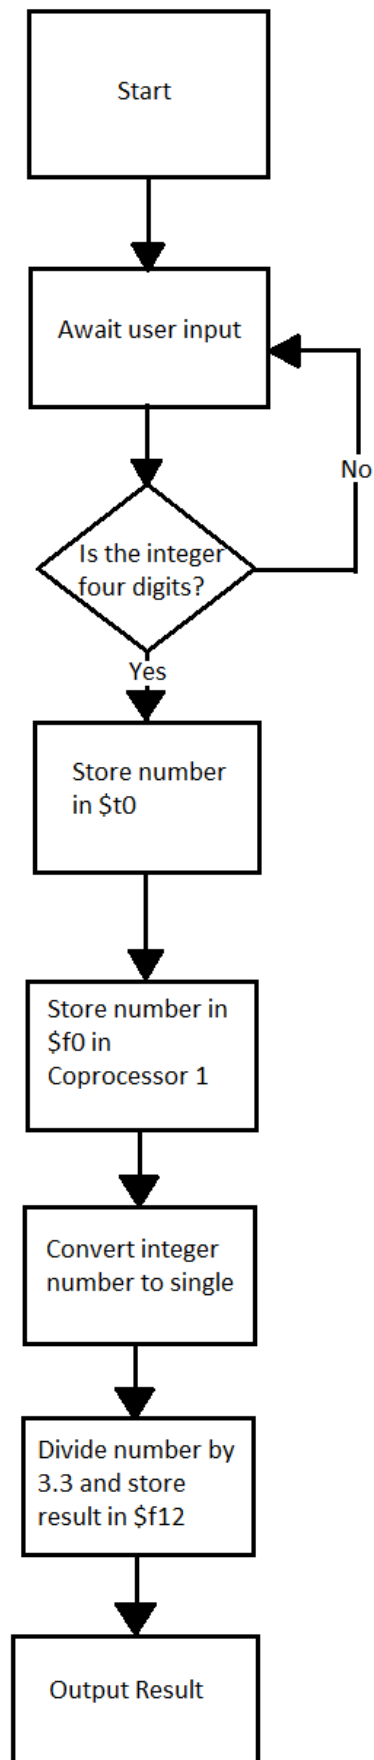 Start
Await user input
No
Is the integer
four digits?
Yes
Store number
in $t0
Store number in
$f0 in
Coprocessor 1
Convert integer
number to single
Divide number by
3.3 and store
result in $f12
Output Result